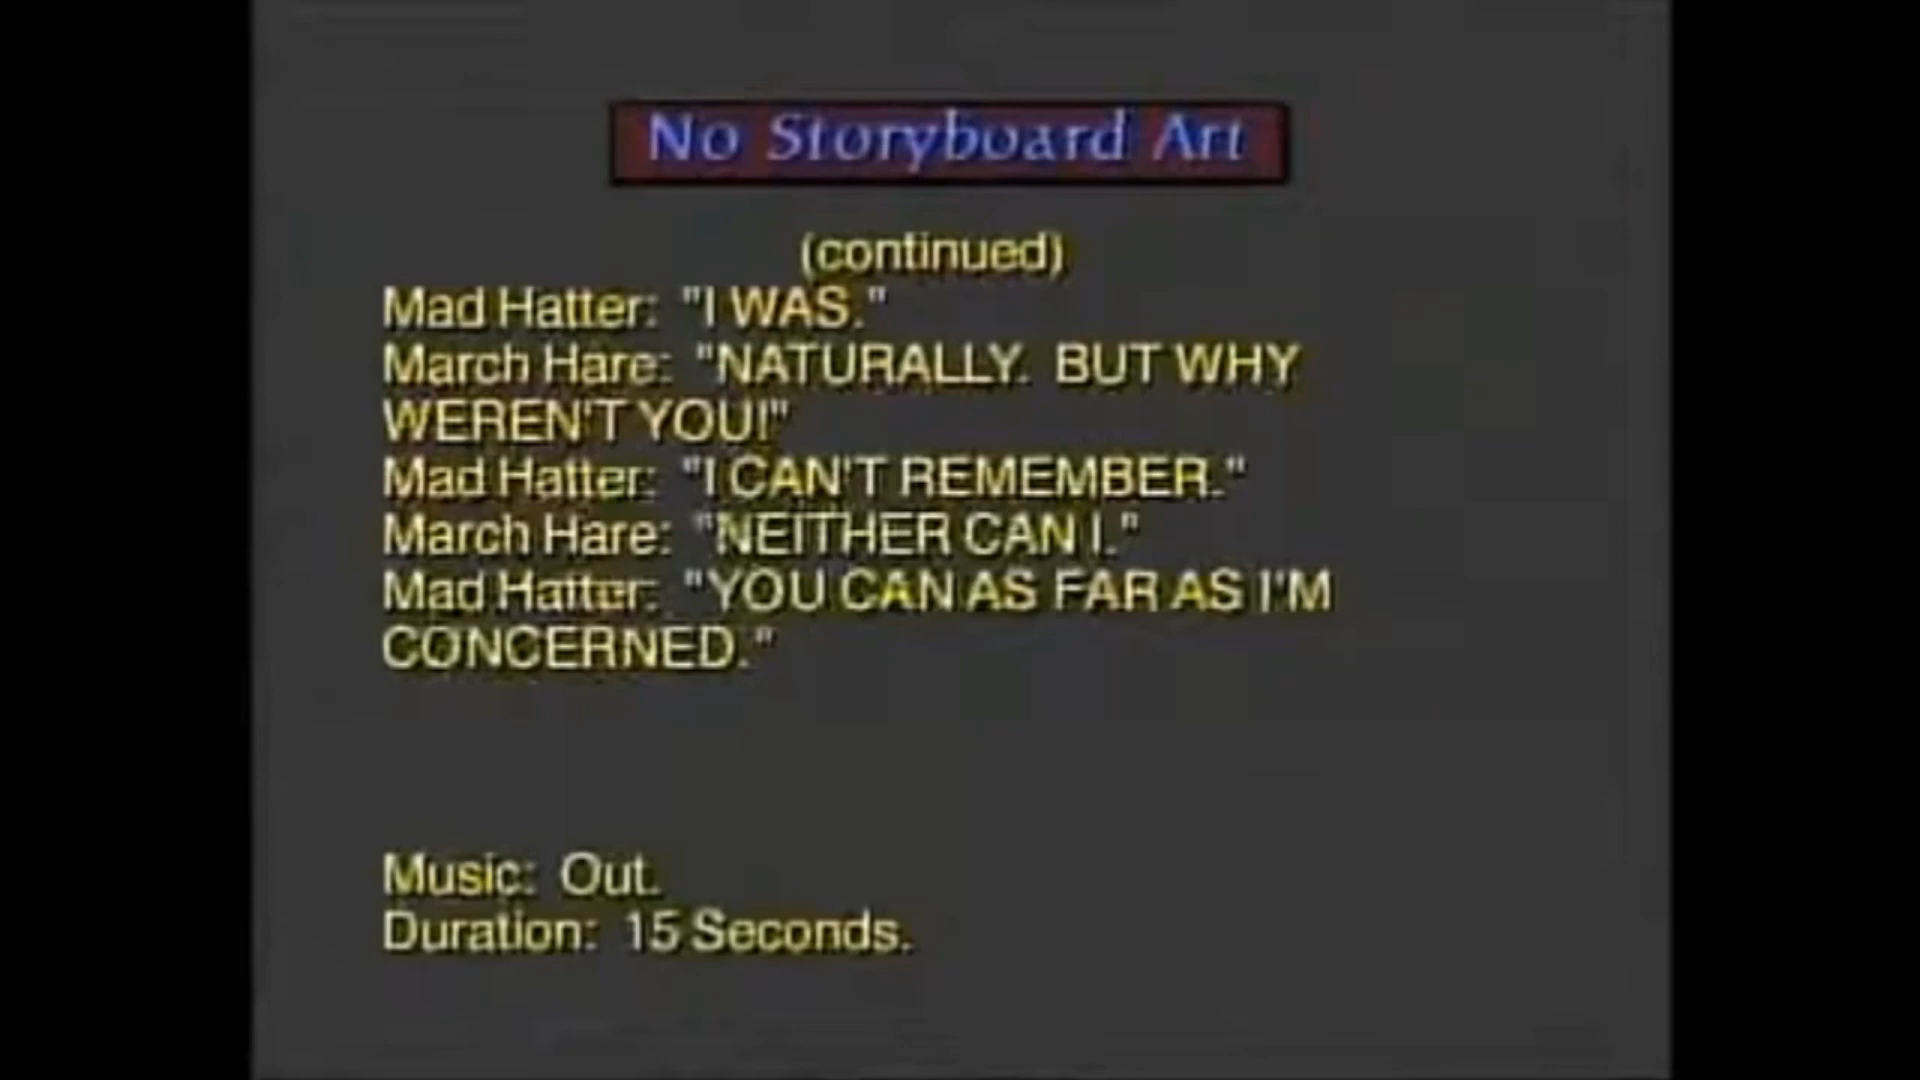 No Storyboard Art
(continued)
Mad Hatter: "I WAS."
March Hare: "NATURALLY. BUT WHY
WEREN'T YOU!"
Mad Hatter: "I CAN'T REMEMBER."
March Hare: "NEITHER CAN I."
Mad Hatter: "YOU CAN AS FAR AS I'M
CONCERNED."
Music: Out.
Duration: 15 Seconds.